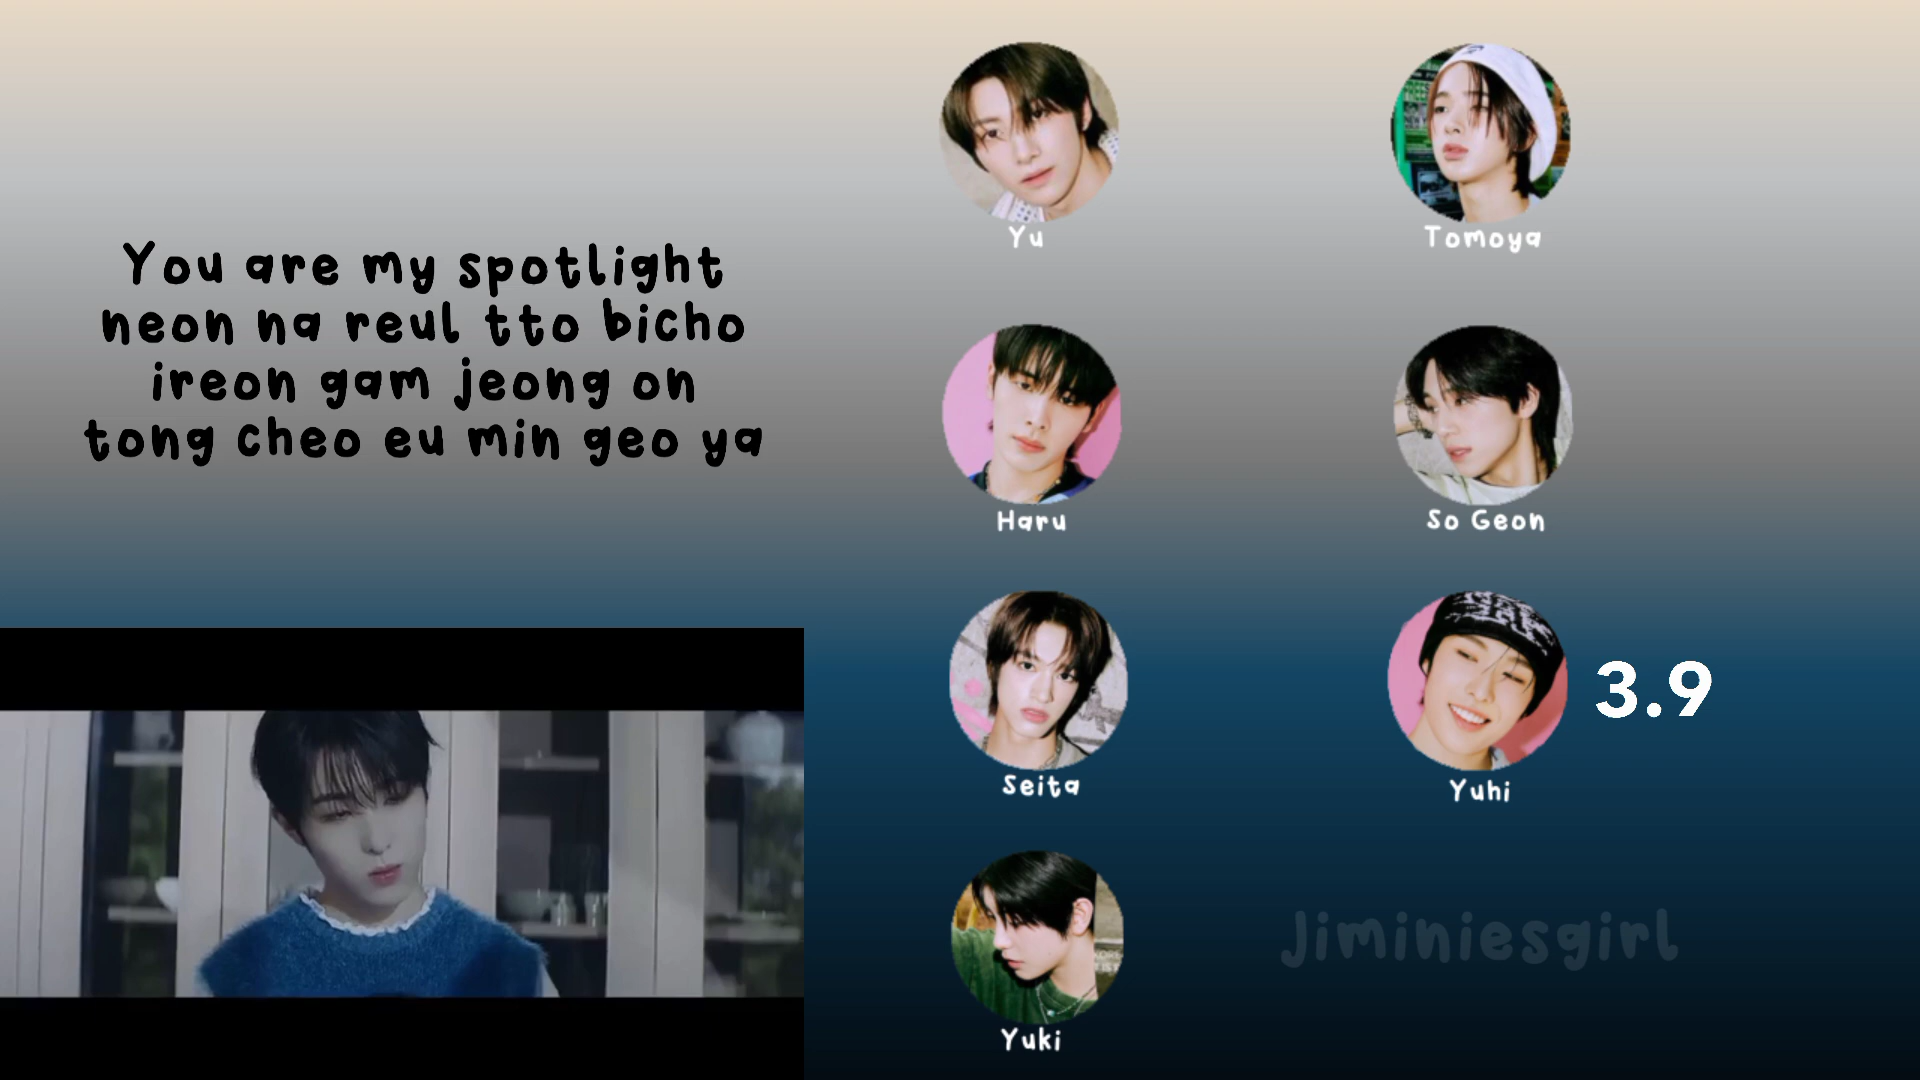 You are my spotlight
neon na reul tto bicho
ireon gam jeong on
tong cheo eu min geo ya
Yu
Tomoya
Haru
So Geon
Seita
Yuhi
3.9
Yuki
Jiminiesgirl